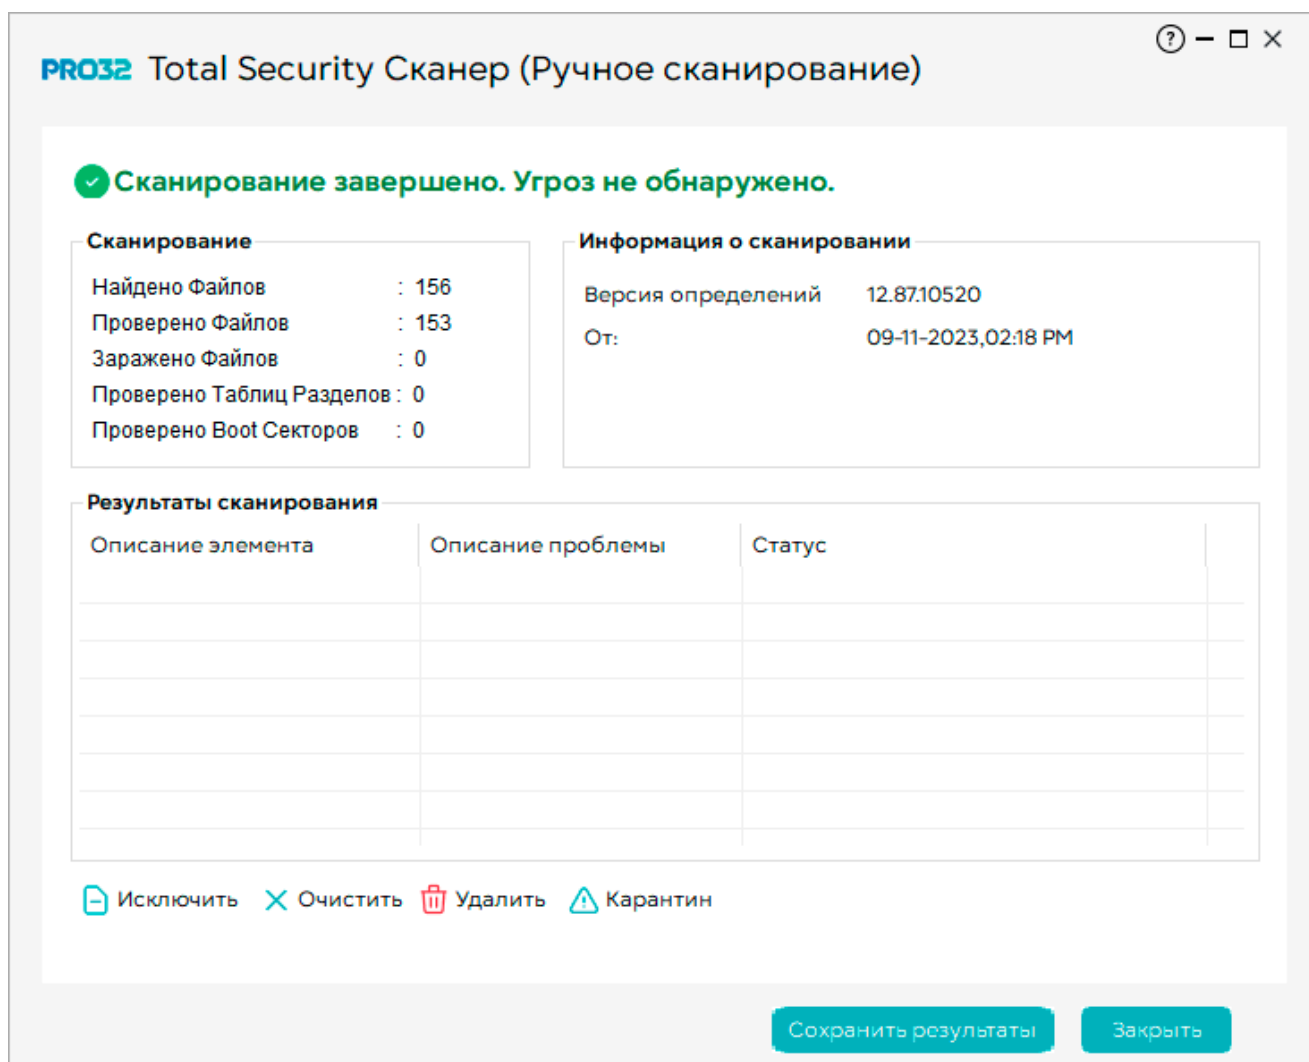 PRO32 Total Security Сканер (Ручное сканирование)
Сканирование завершено. Угроз не обнаружено.
Сканирование
Найдено Файлов : 156
Проверено Файлов : 153
Заражено Файлов : 0
Проверено Таблиц Разделов : 0
Проверено Boot Секторов : 0
Информация о сканировании
Версия определений 12.87.10520
От: 09-11-2023,02:18 PM
Результаты сканирования
Описание элемента Описание проблемы Статус
Исключить Очистить Удалить Карантин
Сохранить результаты Закрыть